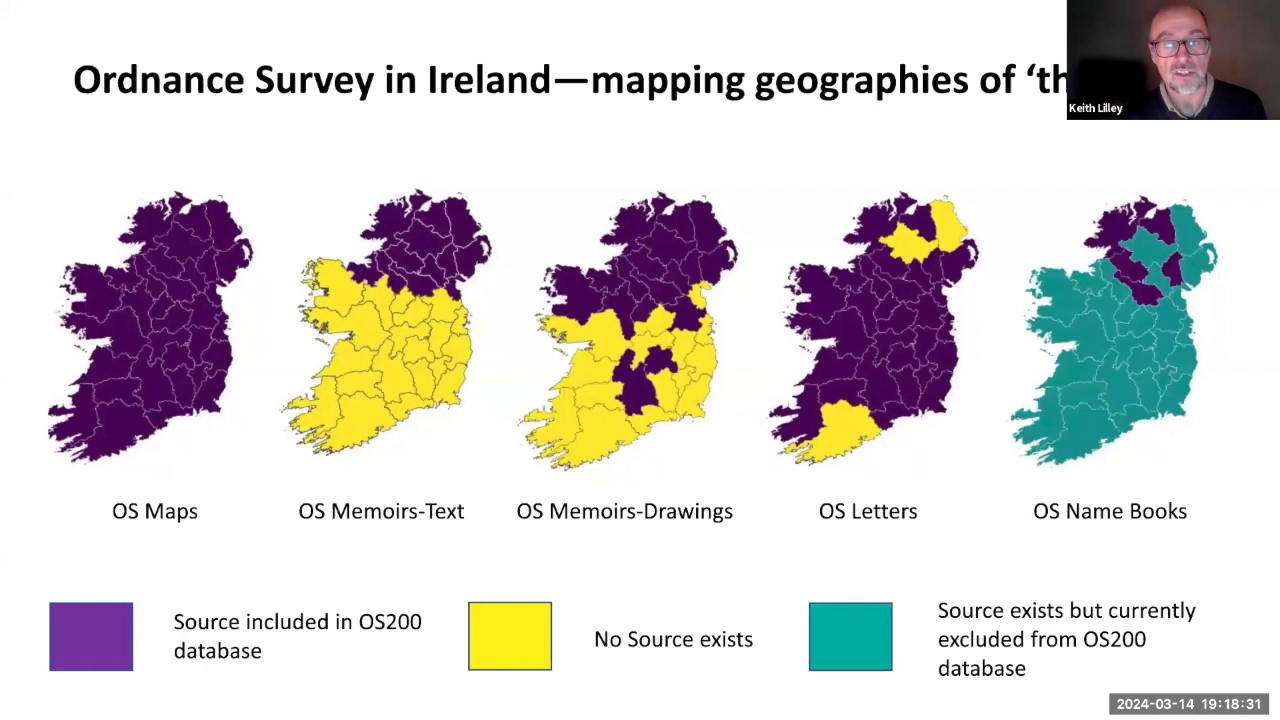 Ordnance Survey in Ireland—mapping geographies of ‘th
Keith Lilley
OS Maps
OS Memoirs-Text
OS Memoirs-Drawings
OS Letters
OS Name Books
Source included in OS200
database
No Source exists
Source exists but currently
excluded from OS200
database
2024-03-14 19:18:31